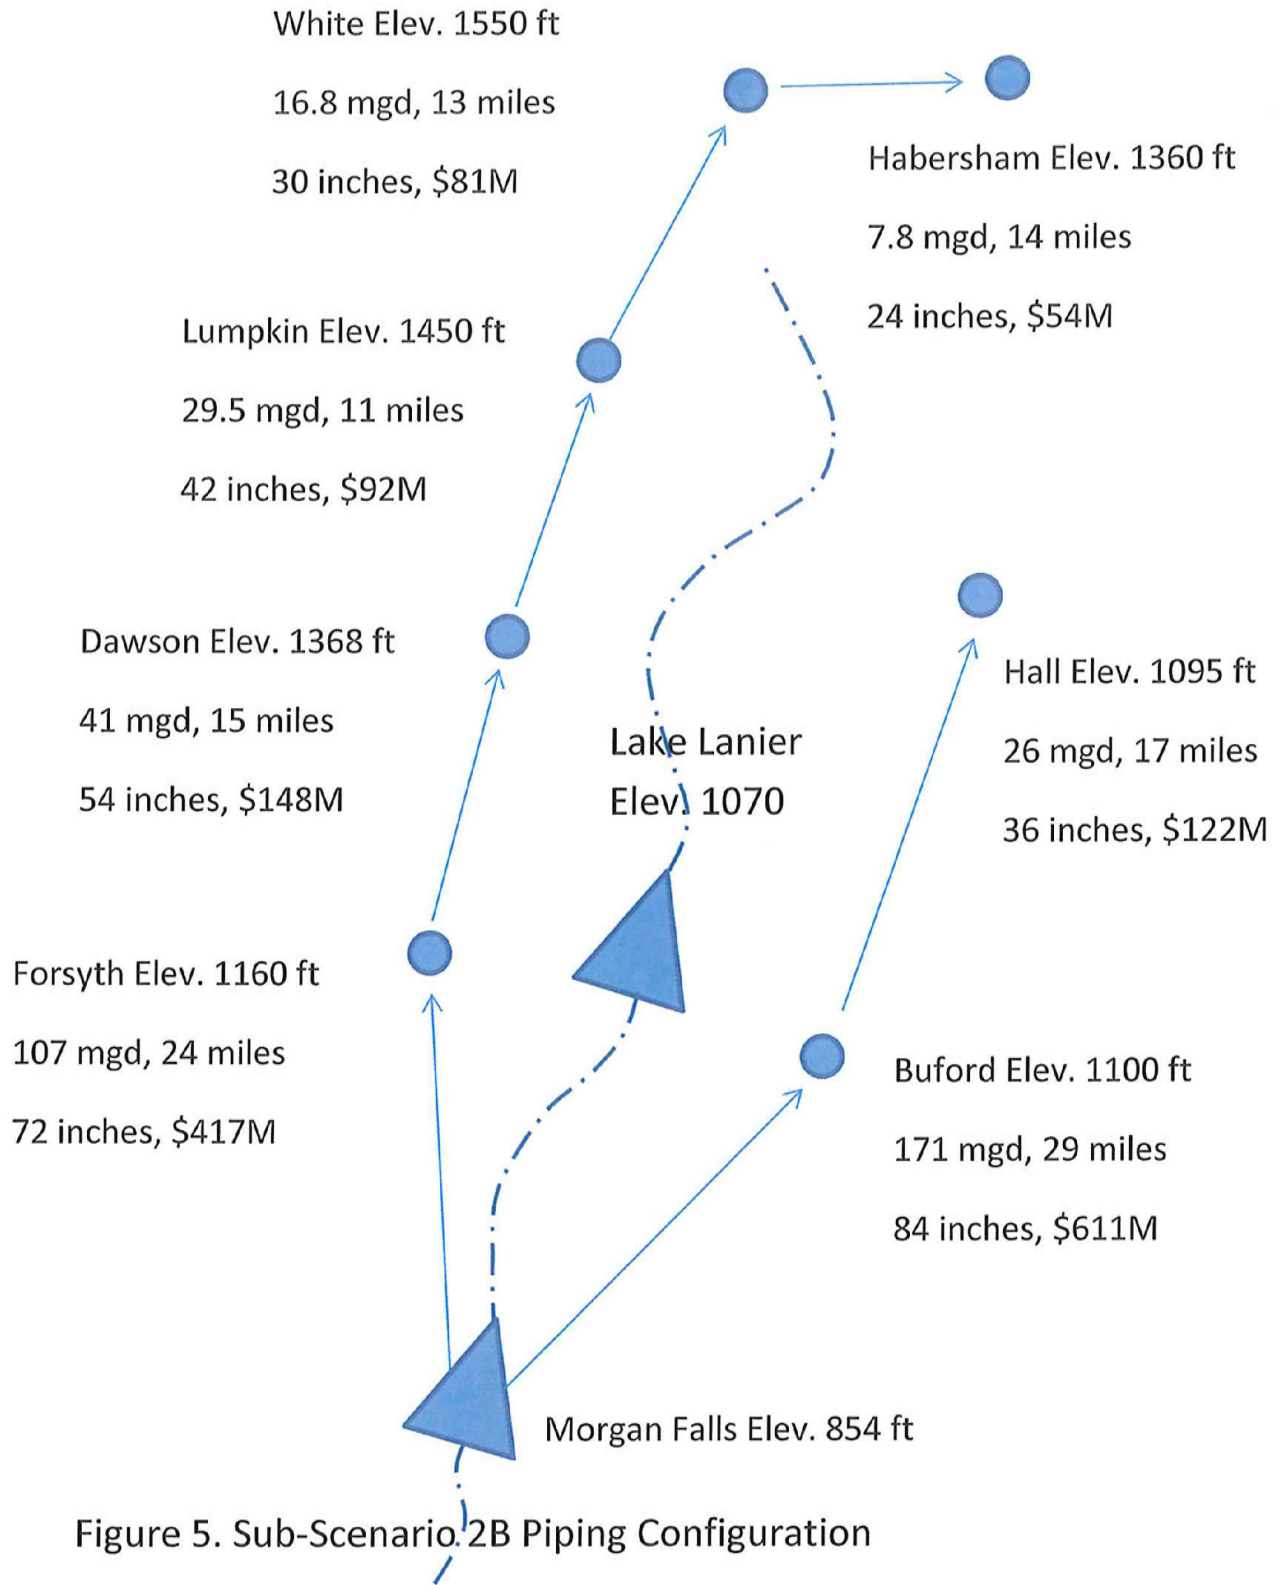 White Elev. 1550 ft
16.8 mgd, 13 miles
30 inches, $81M
Habersham Elev. 1360 ft
7.8 mgd, 14 miles
24 inches, $54M
Lumpkin Elev. 1450 ft
29.5 mgd, 11 miles
42 inches, $92M
Dawson Elev. 1368 ft
41 mgd, 15 miles
54 inches, $148M
Hall Elev. 1095 ft
26 mgd, 17 miles
36 inches, $122M
Lake Lanier
Elev. 1070
Forsyth Elev. 1160 ft
107 mgd, 24 miles
72 inches, $417M
Buford Elev. 1100 ft
171 mgd, 29 miles
84 inches, $611M
Morgan Falls Elev. 854 ft
Figure 5. Sub-Scenario 2B Piping Configuration